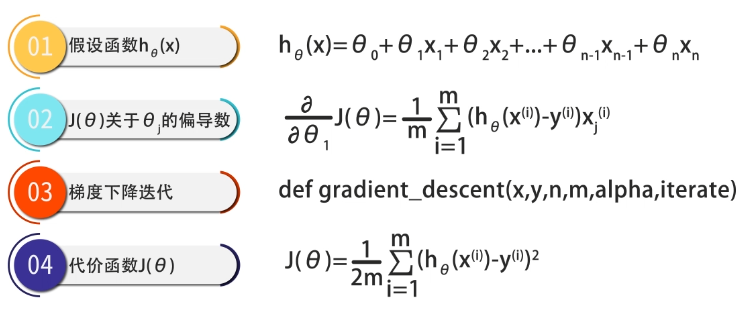 01 假设函数hθ(x) hθ(x)=θ0+θ1x1+θ2x2+...+θn-1xn-1+θnxn
02 J(θ)关于θj的偏导数 ∂/∂θ1 J(θ)=1/m m∑i=1 (hθ(x(i))-y(i))xj(i)
03 梯度下降迭代 def gradient_descent(x,y,n,m,alpha,iterate)
04 代价函数J(θ) J(θ)=1/2m m∑i=1 (hθ(x(i))-y(i))2